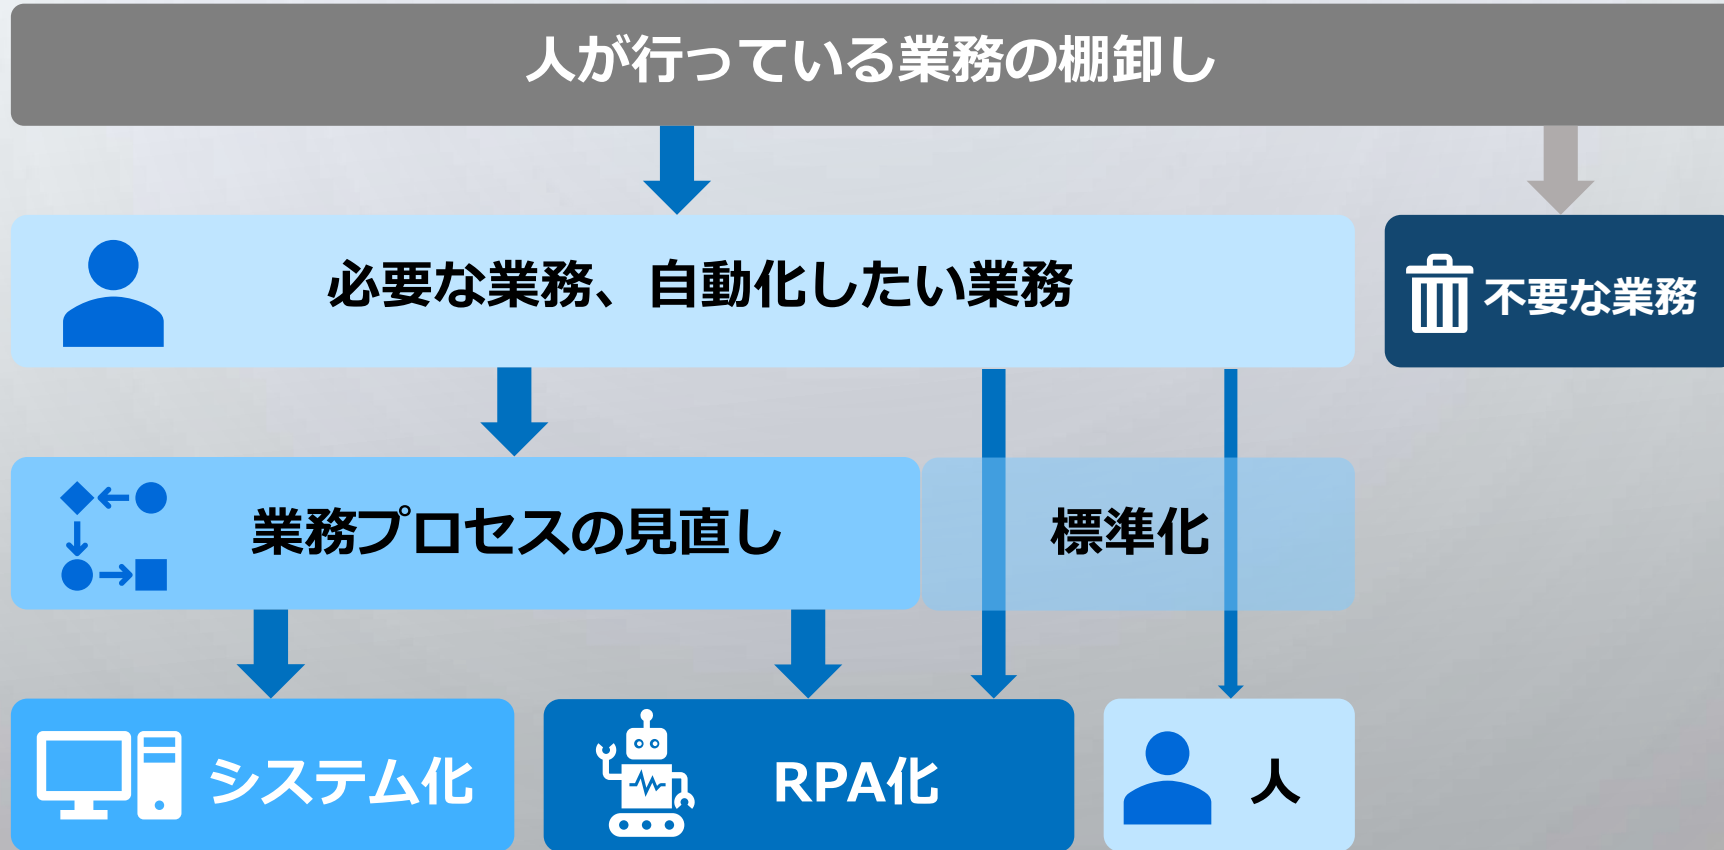 人が行っている業務の棚卸し
必要な業務、自動化したい業務
不要な業務
業務プロセスの見直し
標準化
システム化
RPA化
人